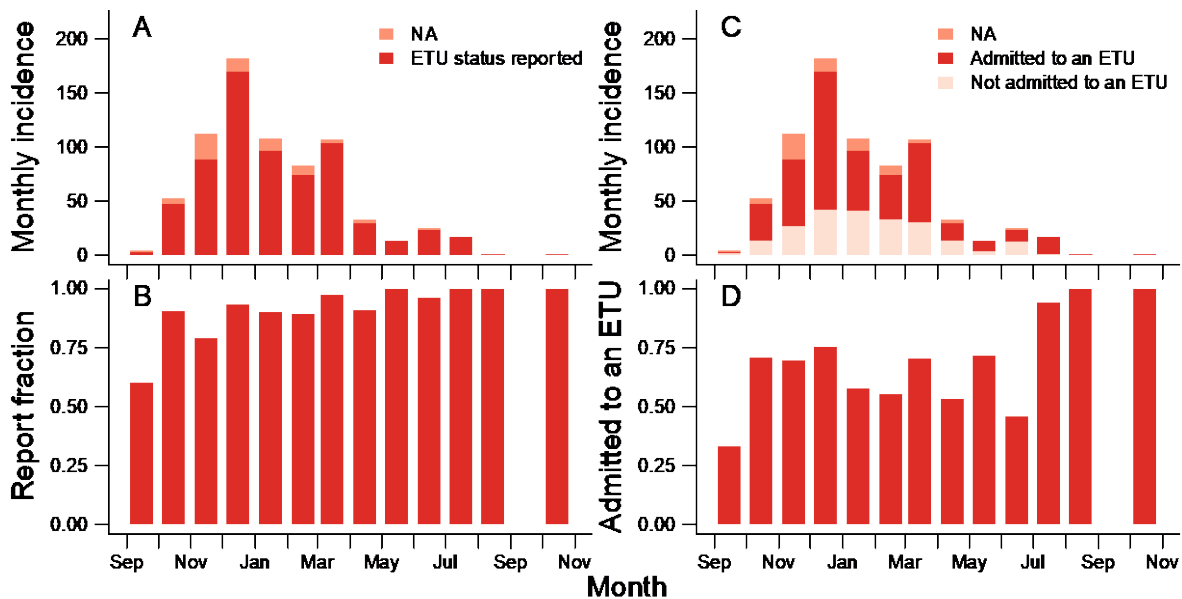 A
NA
ETU status reported
Monthly incidence
200
150
100
50
0
B
Report fraction
1.00
0.75
0.50
0.25
0.00
Sep Nov Jan Mar May Jul Sep Nov
C
NA
Admitted to an ETU
Not admitted to an ETU
Monthly incidence
200
150
100
50
0
D
Admitted to an ETU
1.00
0.75
0.50
0.25
0.00
Sep Nov Jan Mar May Jul Sep Nov
Month